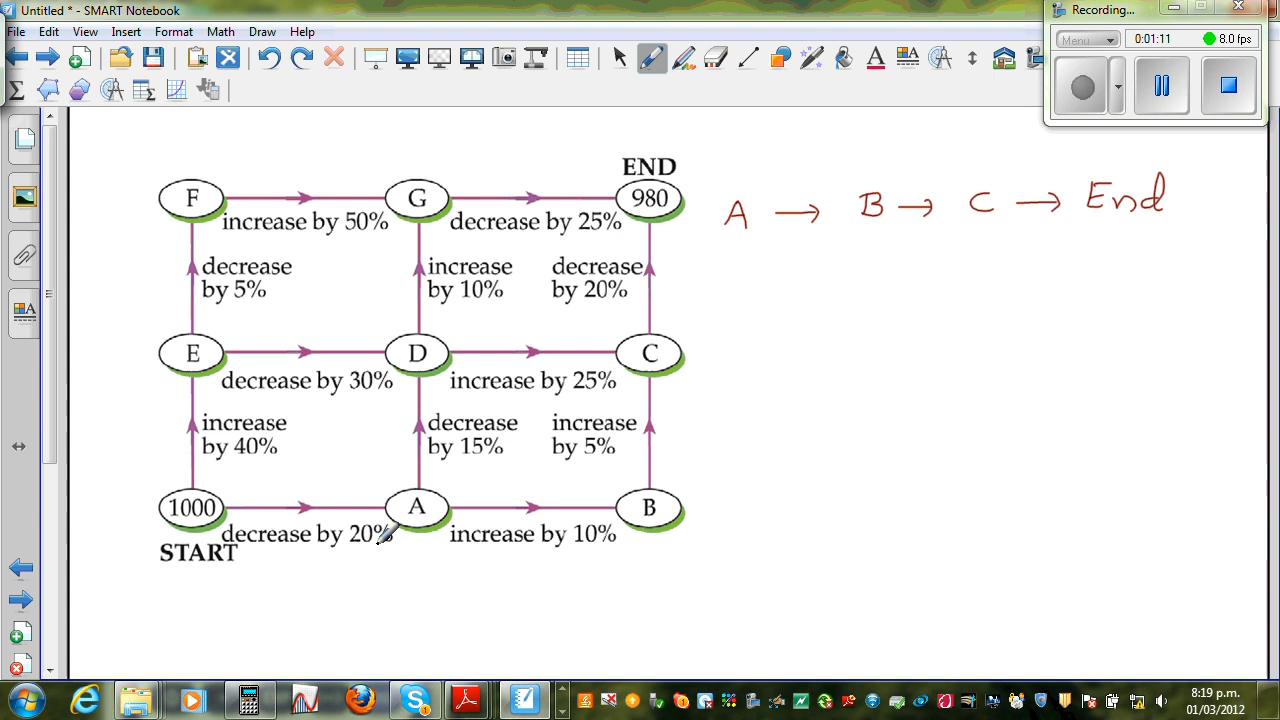 Untitled * - SMART Notebook
File Edit View Insert Format Math Draw Help
Recording...
Menu 0:01:11 8.0 fps
END
F G 980
increase by 50% decrease by 25%
A → B → C → End
decrease
by 5%
increase
by 10%
decrease
by 20%
E D C
decrease by 30% increase by 25%
increase
by 40%
decrease
by 15%
increase
by 5%
1000 A B
decrease by 20% increase by 10%
START
8:19 p.m.
01/03/2012